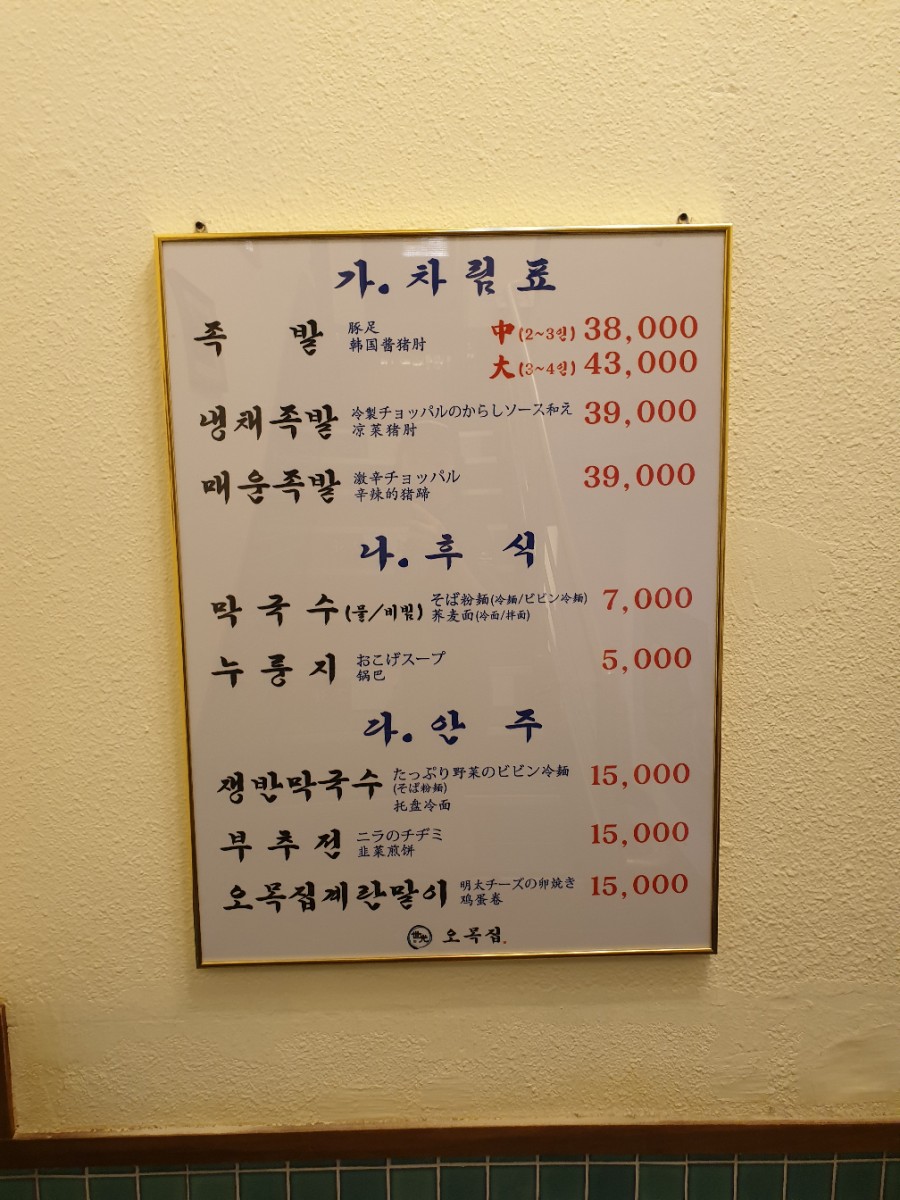 가. 차림표
족 발 豚足 中(2~3인) 38,000
韩国酱猪肘 大(3~4인) 43,000
냉채족발 冷製チョッパルのからしソース和え 39,000
凉菜猪肘
매운족발 激辛チョッパル 39,000
辛辣的猪蹄
나. 후 식
막국수(물/비빔) そば粉麺(冷麺/ビビン冷麺) 7,000
荞麦面(冷面/拌面)
누룽지 おこげスープ 5,000
锅巴
다. 안 주
쟁반막국수 たっぷり野菜のビビン冷麺 15,000
(そば粉麺)
托盘冷面
부추전 ニラのチヂミ 15,000
韭菜煎饼
오목집계란말이 明太チーズの卵焼き 15,000
鸡蛋卷
世光 오목집.